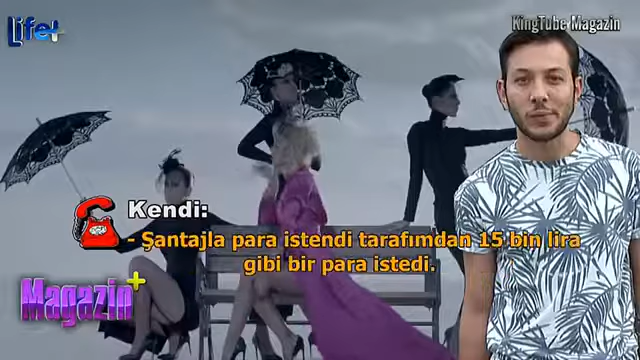 Life+
KingTube Magazin
Kendi:
- Şantajla para istendi tarafımdan 15 bin lira
gibi bir para istedi.
Magazin+